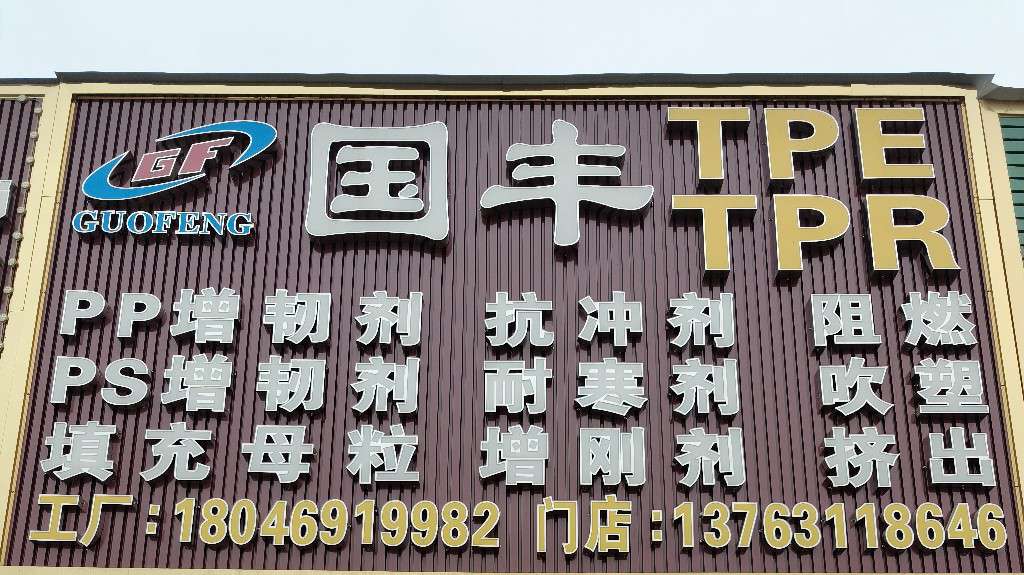 GF
GUOFENG
国丰
TPE
TPR
PP增韧剂 抗冲剂 阻燃
PS增韧剂 耐寒剂 吹塑
填充母粒 增刚剂 挤出
工厂:18046919982 门店:13763118646